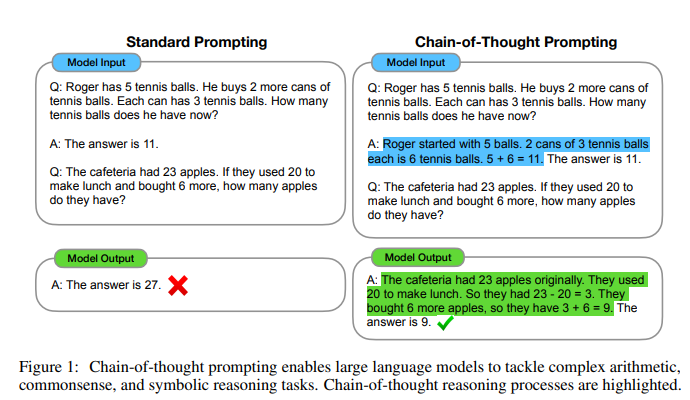 Standard Prompting
Model Input
Q: Roger has 5 tennis balls. He buys 2 more cans of
tennis balls. Each can has 3 tennis balls. How many
tennis balls does he have now?
A: The answer is 11.
Q: The cafeteria had 23 apples. If they used 20 to
make lunch and bought 6 more, how many apples
do they have?
Model Output
A: The answer is 27.
Chain-of-Thought Prompting
Model Input
Q: Roger has 5 tennis balls. He buys 2 more cans of
tennis balls. Each can has 3 tennis balls. How many
tennis balls does he have now?
A: Roger started with 5 balls. 2 cans of 3 tennis balls
each is 6 tennis balls. 5 + 6 = 11. The answer is 11.
Q: The cafeteria had 23 apples. If they used 20 to
make lunch and bought 6 more, how many apples
do they have?
Model Output
A: The cafeteria had 23 apples originally. They used
20 to make lunch. So they had 23 - 20 = 3. They
bought 6 more apples, so they have 3 + 6 = 9. The
answer is 9.
Figure 1: Chain-of-thought prompting enables large language models to tackle complex arithmetic,
commonsense, and symbolic reasoning tasks. Chain-of-thought reasoning processes are highlighted.